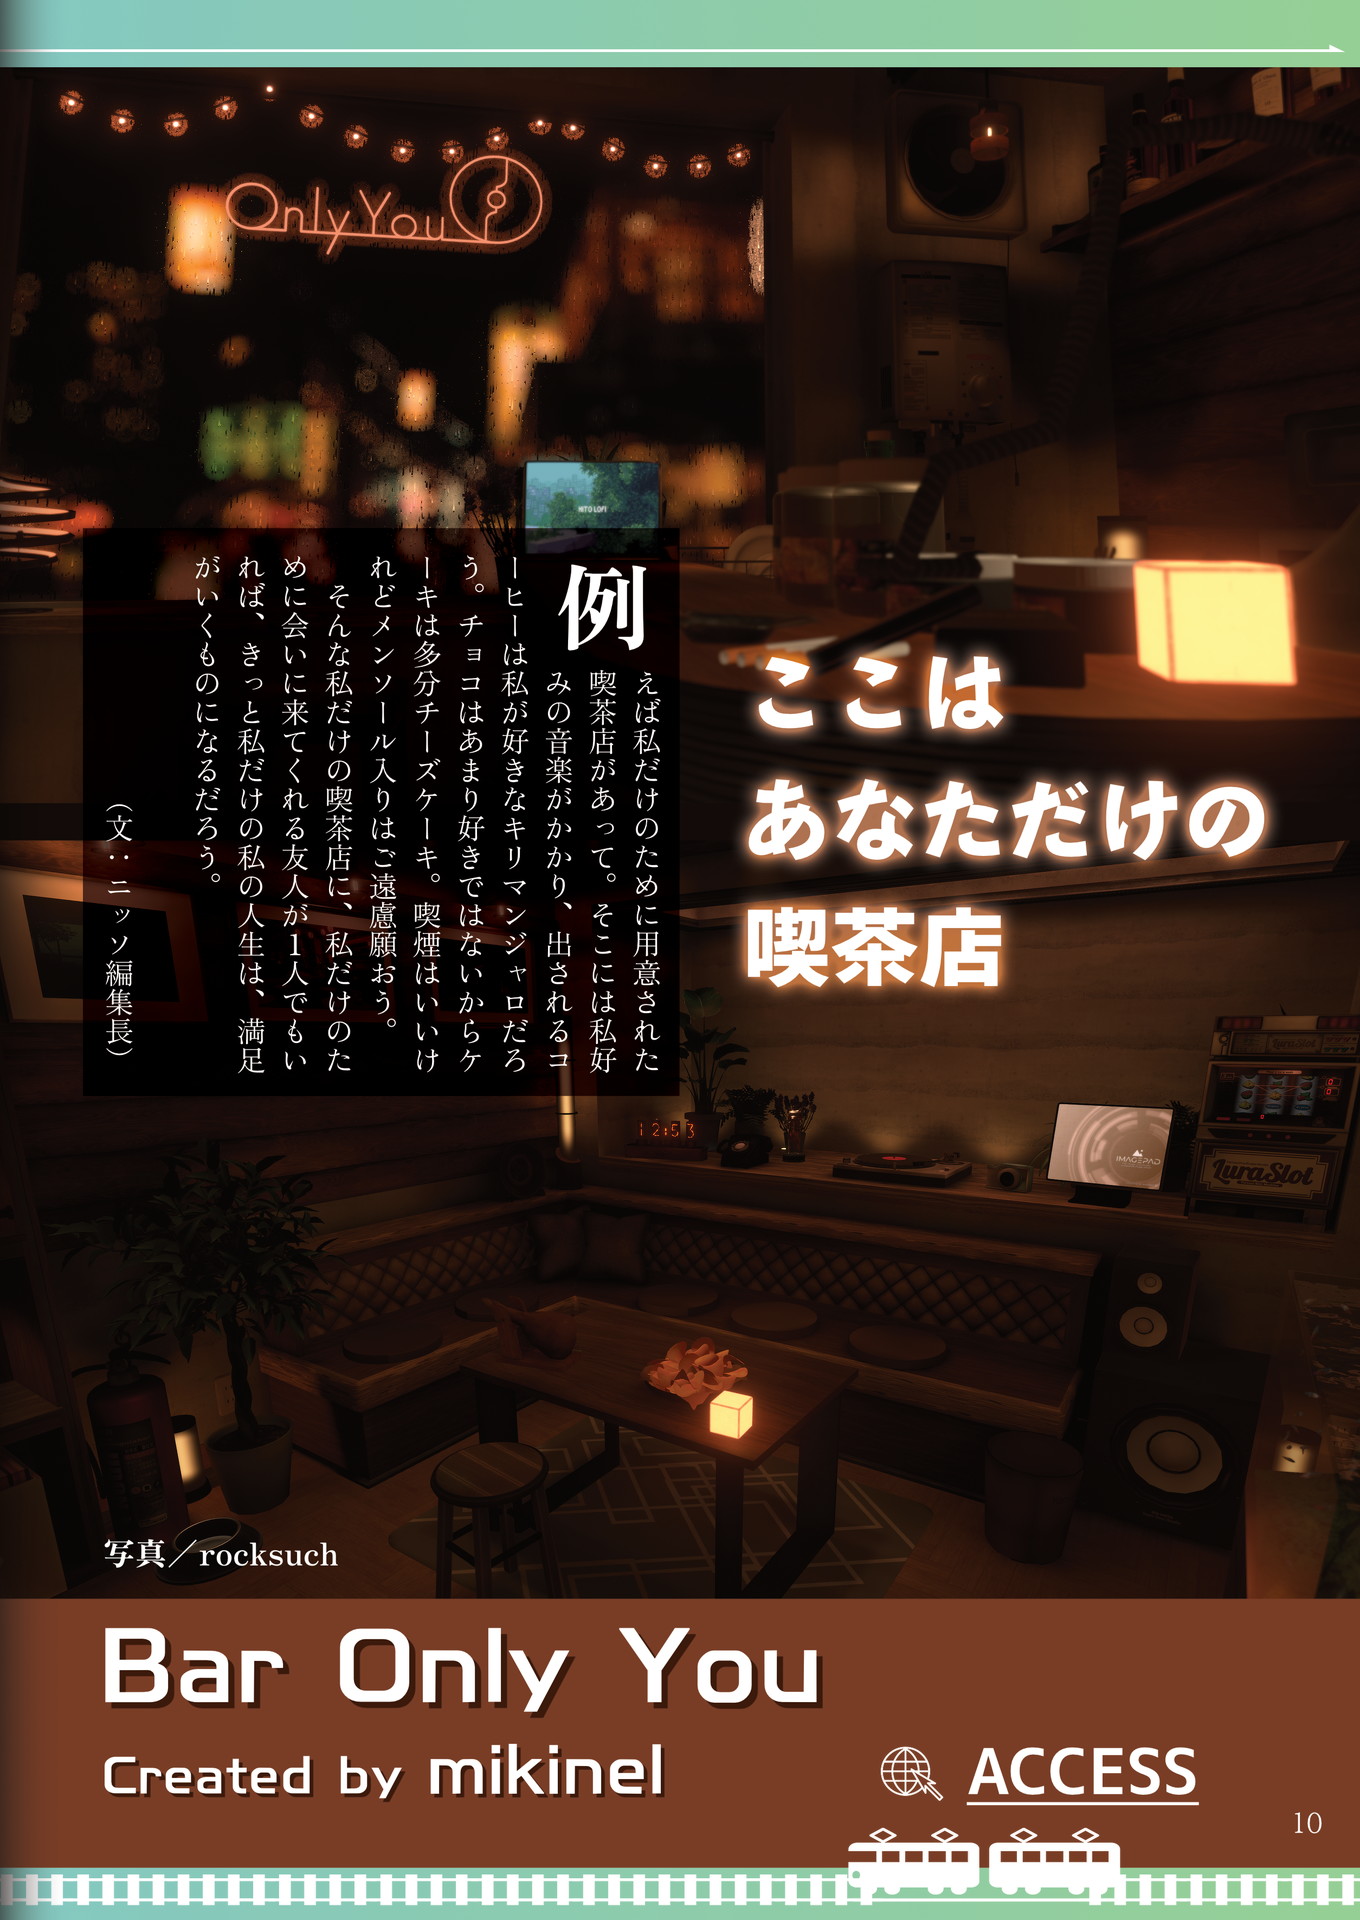 Only You
HITO LOFI
ここは
あなただけの
喫茶店
例えば私だけのために用意された
喫茶店があって。そこには私好
みの音楽がかかり、出されるコ
ーヒーは私が好きなキリマンジャロだろ
う。チョコはあまり好きではないからケ
ーキは多分チーズケーキ。喫煙はいいけ
れどメンソール入りはご遠慮願おう。
そんな私だけの喫茶店に、私だけのた
めに会いに来てくれる友人が1人でもい
れば、きっと私だけの私の人生は、満足
がいくものになるだろう。
（文：ニッソ編集長）
12:53
IMAGEPAD
LuraSlot
写真／rocksuch
Bar Only You
Created by mikinel
ACCESS
10